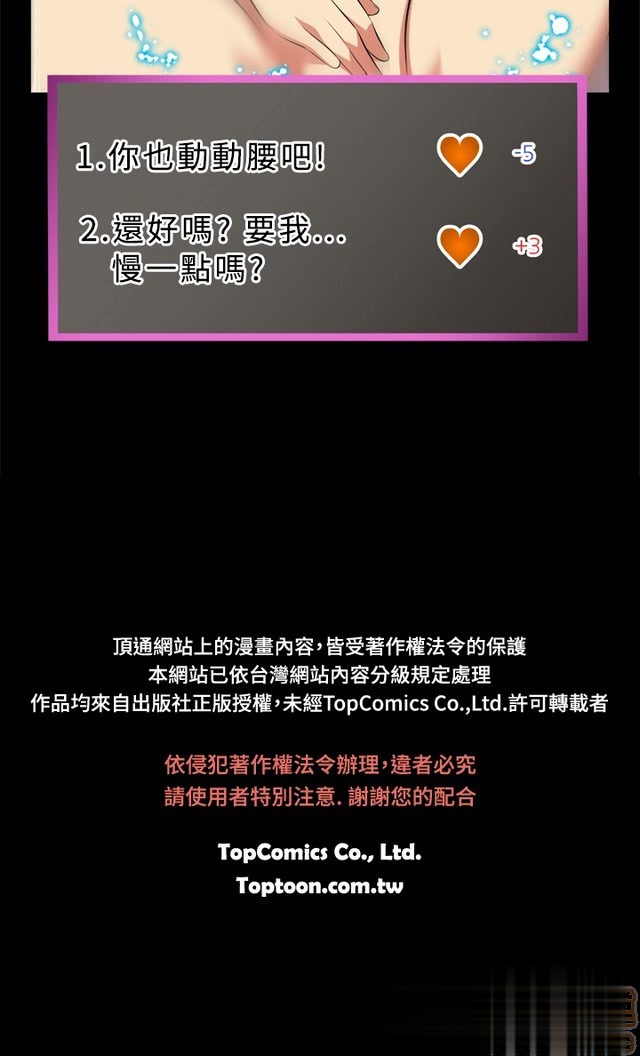 1.你也動動腰吧!
-5
2.還好嗎? 要我...
慢一點嗎?
+3
頂通網站上的漫畫內容,皆受著作權法令的保護
本網站已依台灣網站內容分級規定處理
作品均來自出版社正版授權,未經TopComics Co.,Ltd.許可轉載者
依侵犯著作權法令辦理,違者必究
請使用者特別注意. 謝謝您的配合
TopComics Co., Ltd.
Toptoon.com.tw